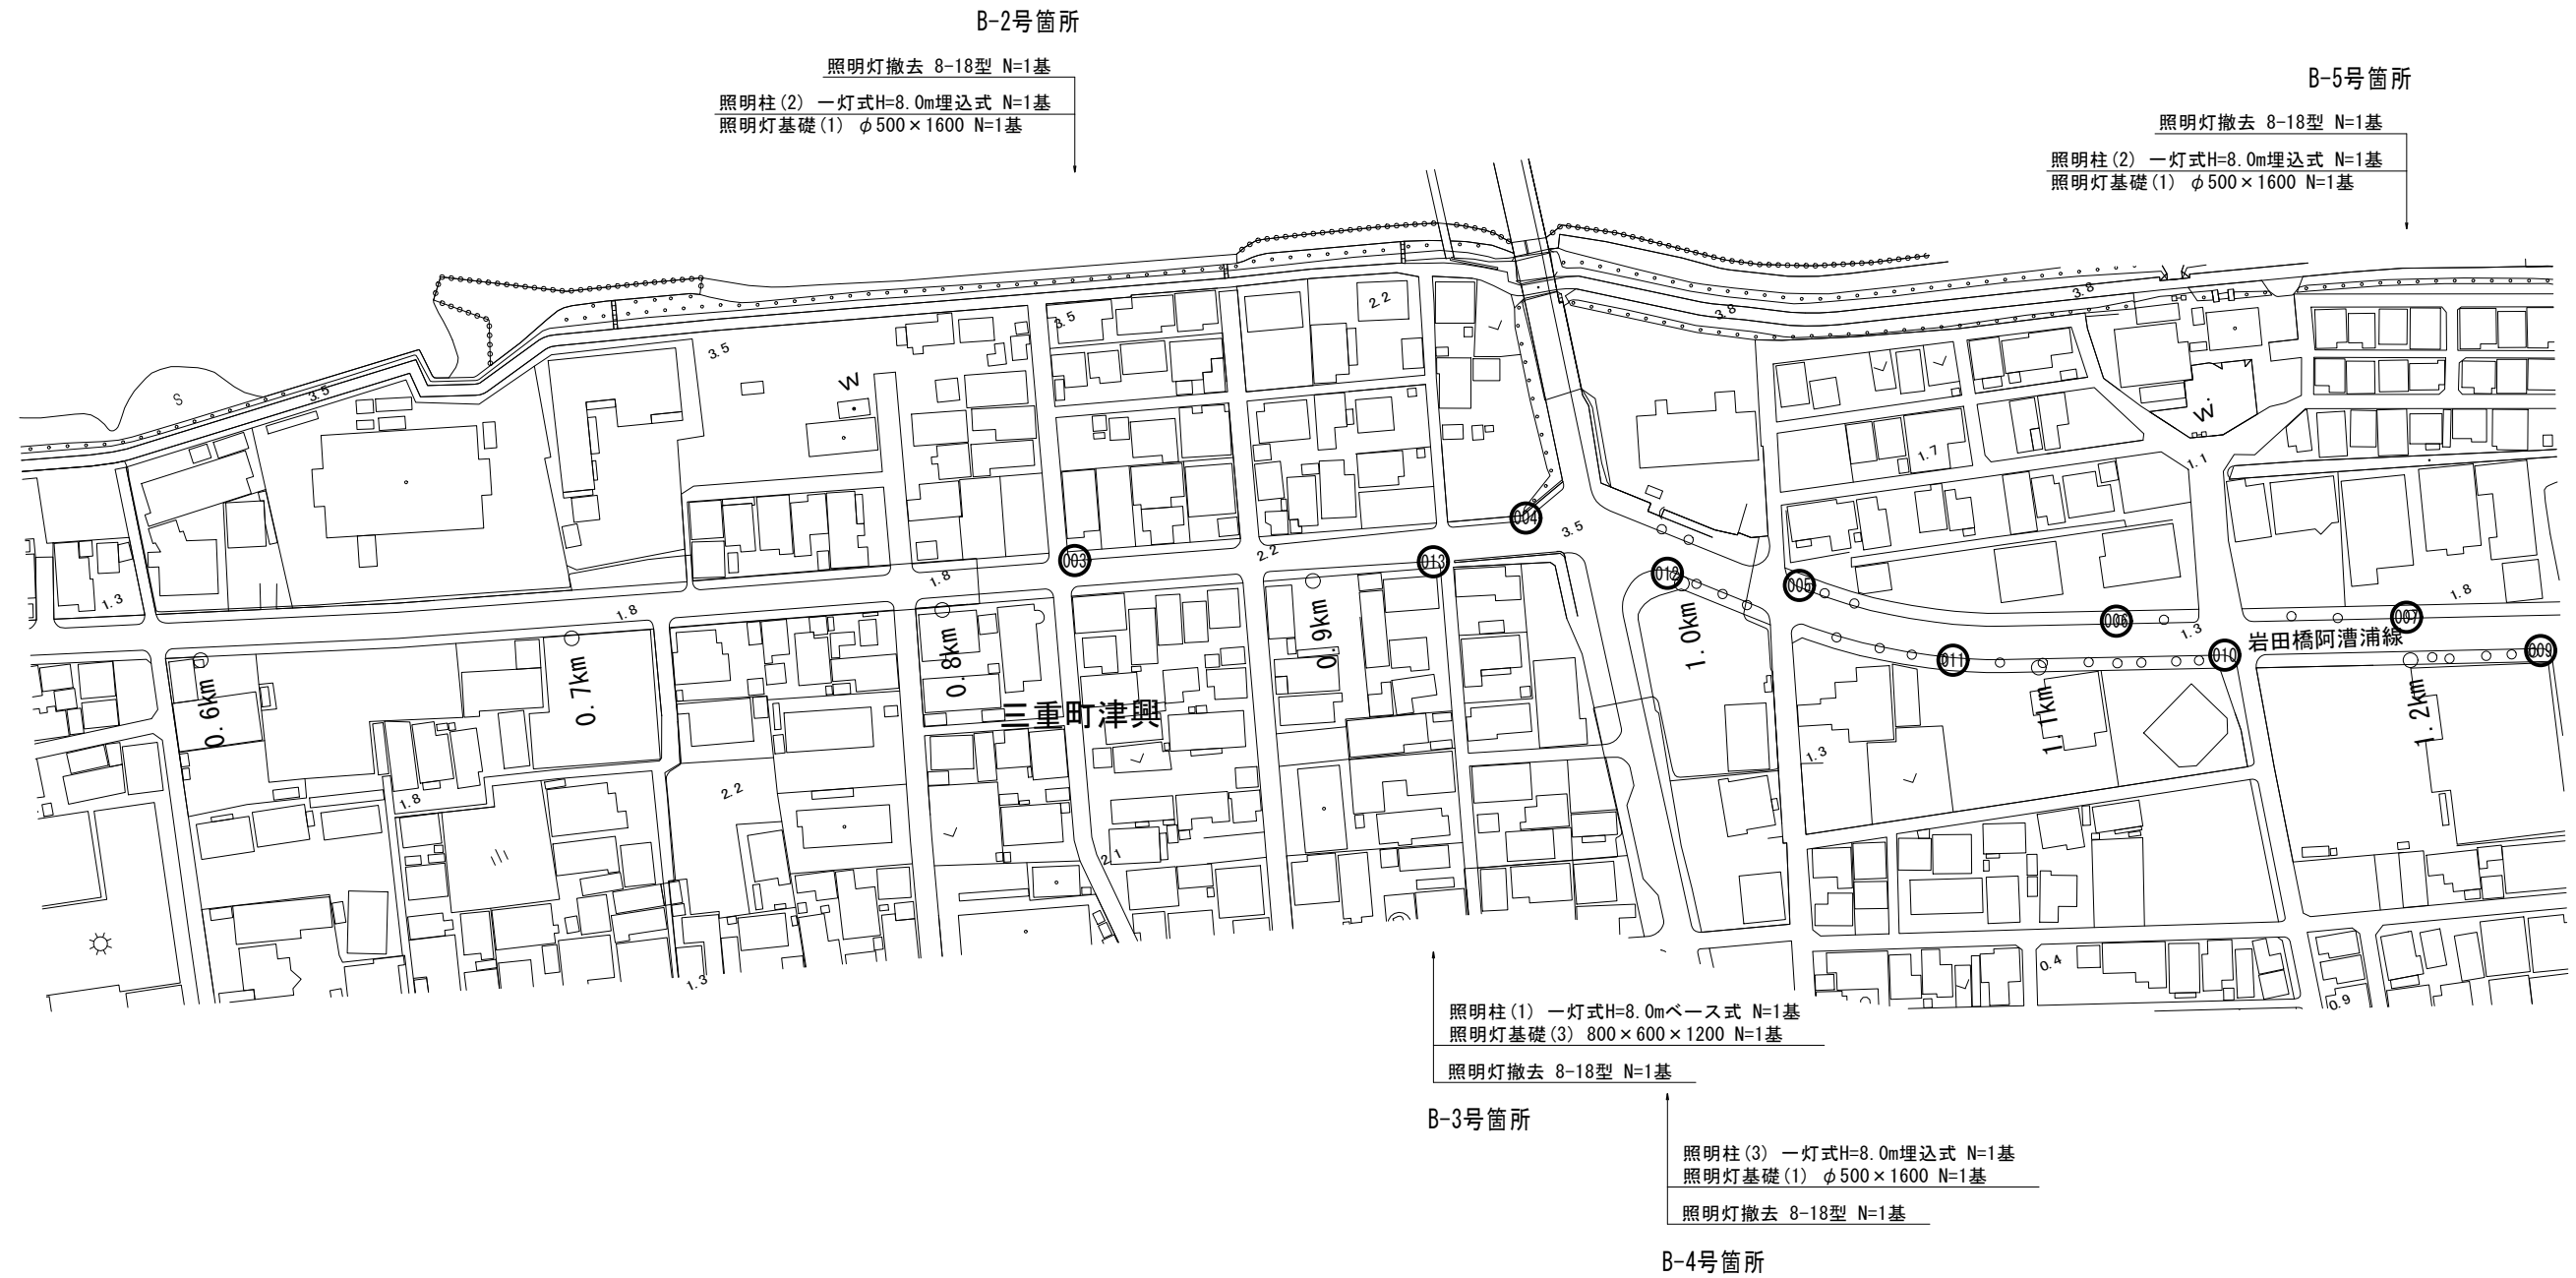 B-2号箇所
照明灯撤去 8-18型 N=1基
照明柱(2) 一灯式H=8.0m埋込式 N=1基
照明灯基礎(1) φ500×1600 N=1基
B-5号箇所
照明灯撤去 8-18型 N=1基
照明柱(2) 一灯式H=8.0m埋込式 N=1基
照明灯基礎(1) φ500×1600 N=1基
2.2
3.5
3.8
3.8
3.5
W
S
3.5
W
1.7
1.1
004
3.5
003
2.2
013
012
005
1.8
1.3
1.8
006
007
1.8
1.3
岩田橋阿漕浦線
011
010
009
0.6km
0.7km
0.8km
0.9km
1.0km
1.1km
1.2km
三重町津興
1.3
1.8
2.2
2.1
1.3
0.4
0.9
照明柱(1) 一灯式H=8.0mベース式 N=1基
照明灯基礎(3) 800×600×1200 N=1基
照明灯撤去 8-18型 N=1基
B-3号箇所
照明柱(3) 一灯式H=8.0m埋込式 N=1基
照明灯基礎(1) φ500×1600 N=1基
照明灯撤去 8-18型 N=1基
B-4号箇所